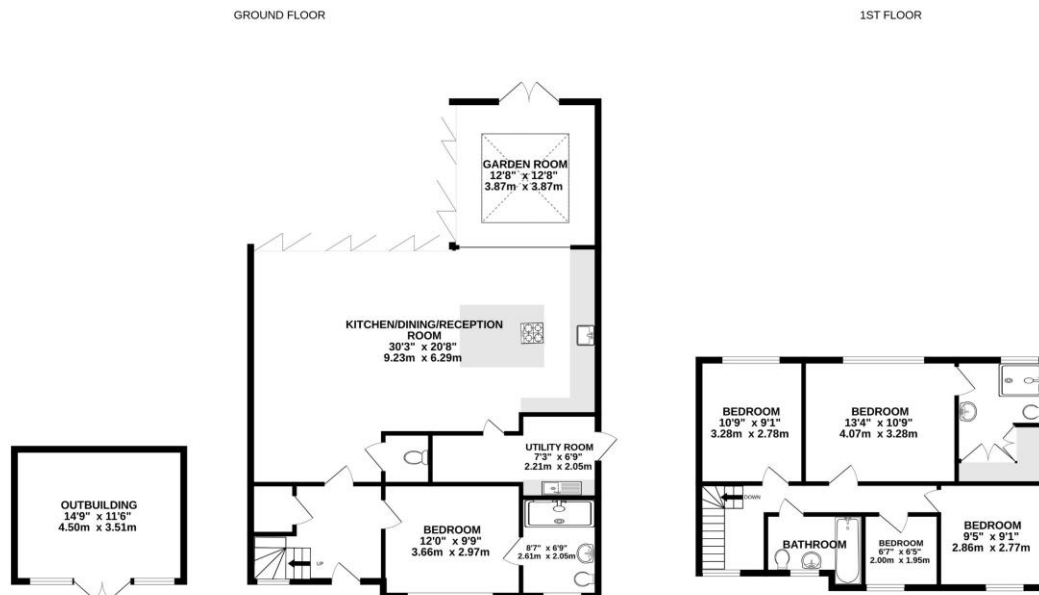 GROUND FLOOR
1ST FLOOR
GARDEN ROOM
12'8" x 12'8"
3.87m x 3.87m
KITCHEN/DINING/RECEPTION
ROOM
30'3" x 20'8"
9.23m x 6.29m
UTILITY ROOM
7'3" x 6'9"
2.21m x 2.05m
OUTBUILDING
14'9" x 11'6"
4.50m x 3.51m
BEDROOM
12'0" x 9'9"
3.66m x 2.97m
8'7" x 6'9"
2.61m x 2.05m
UP
BEDROOM
10'9" x 9'1"
3.28m x 2.78m
BEDROOM
13'4" x 10'9"
4.07m x 3.28m
DOWN
BATHROOM
BEDROOM
6'7" x 6'5"
2.00m x 1.95m
BEDROOM
9'5" x 9'1"
2.86m x 2.77m